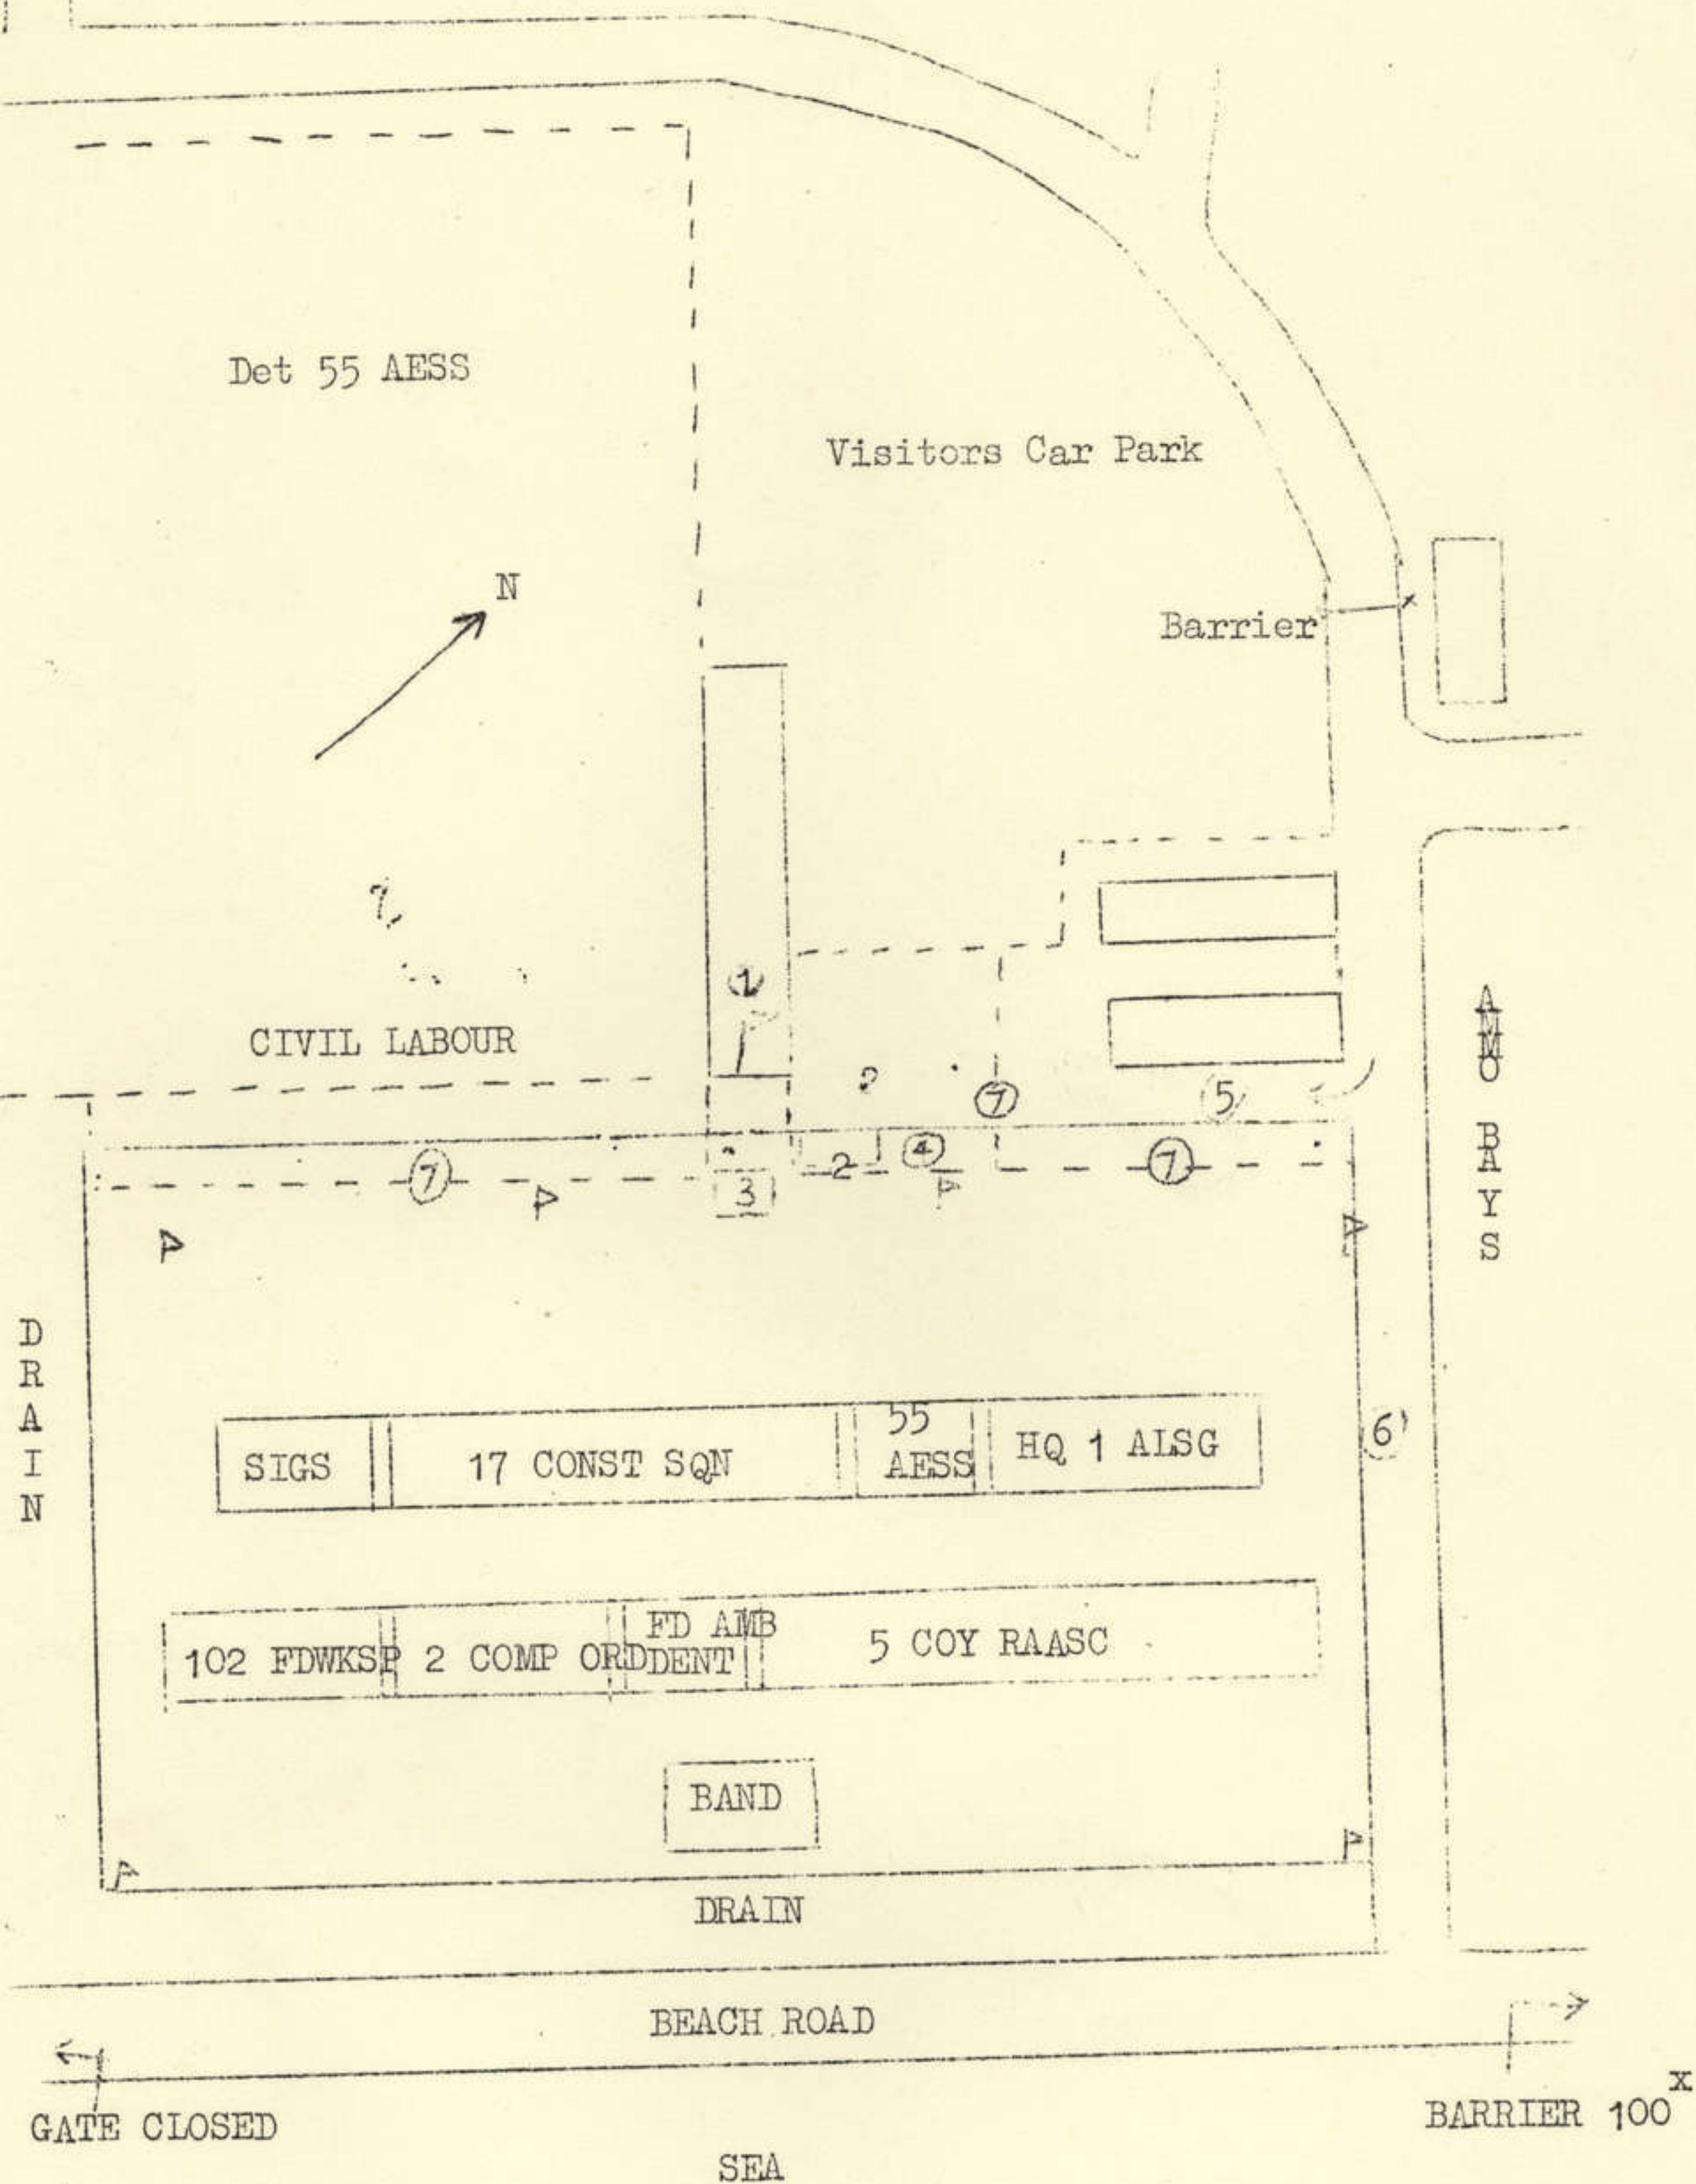 Det 55 AESS
Visitors Car Park
N
Barrier
1
CIVIL LABOUR
AMMO BAYS
7
5
7
2
4
7
3
DRAIN
SIGS
17 CONST SQN
55
AESS
HQ 1 ALSG
6
102 FDWKSP
2 COMP ORD
FD AMB
DENT
5 COY RAASC
BAND
DRAIN
BEACH ROAD
GATE CLOSED
BARRIER 100x
SEA